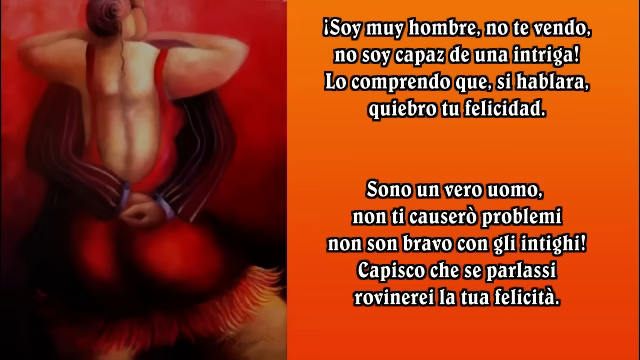 ¡Soy muy hombre, no te vendo,
no soy capaz de una intriga!
Lo comprendo que, si hablara,
quiebro tu felicidad.
Sono un vero uomo,
non ti causerò problemi
non son bravo con gli intighi!
Capisco che se parlassi
rovinerei la tua felicità.